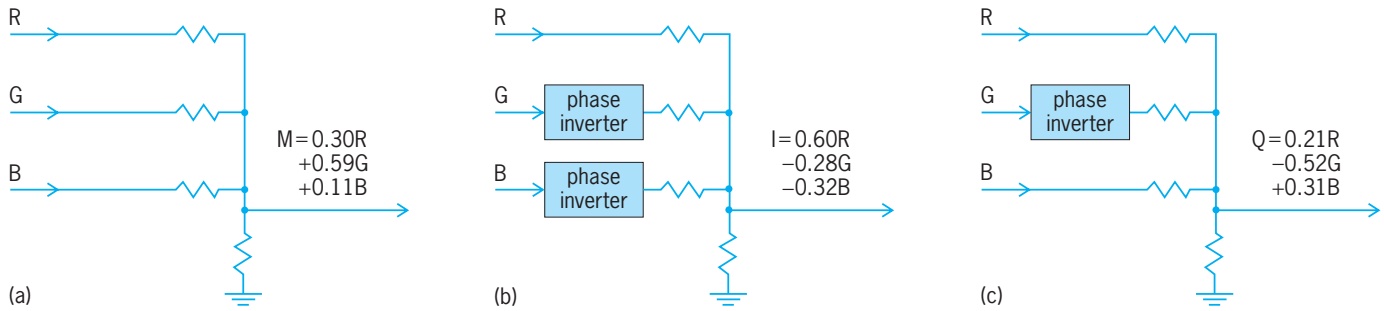 R
G
B
M=0.30R
+0.59G
+0.11B
(a)
R
G
phase
inverter
B
phase
inverter
I=0.60R
−0.28G
−0.32B
(b)
R
G
phase
inverter
B
Q=0.21R
−0.52G
+0.31B
(c)